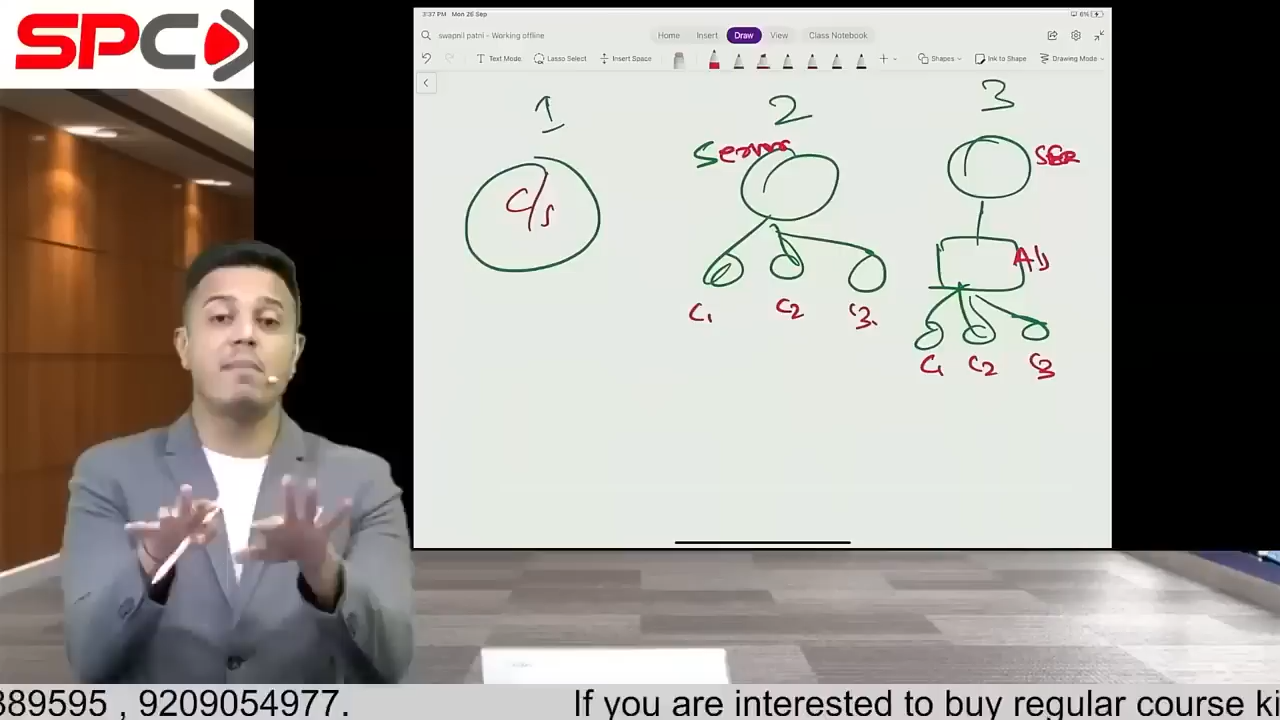 SPC
3:37 PM Mon 26 Sep
6%
swapnil patni - Working offline
Home Insert Draw View Class Notebook
Text Mode Lasso Select Insert Space Shapes Ink to Shape Drawing Mode
1 2 3
C/s
Server
SER
A/s
C1 C2 C3.
C1 C2 C3
889595 , 9209054977. If you are interested to buy regular course ki